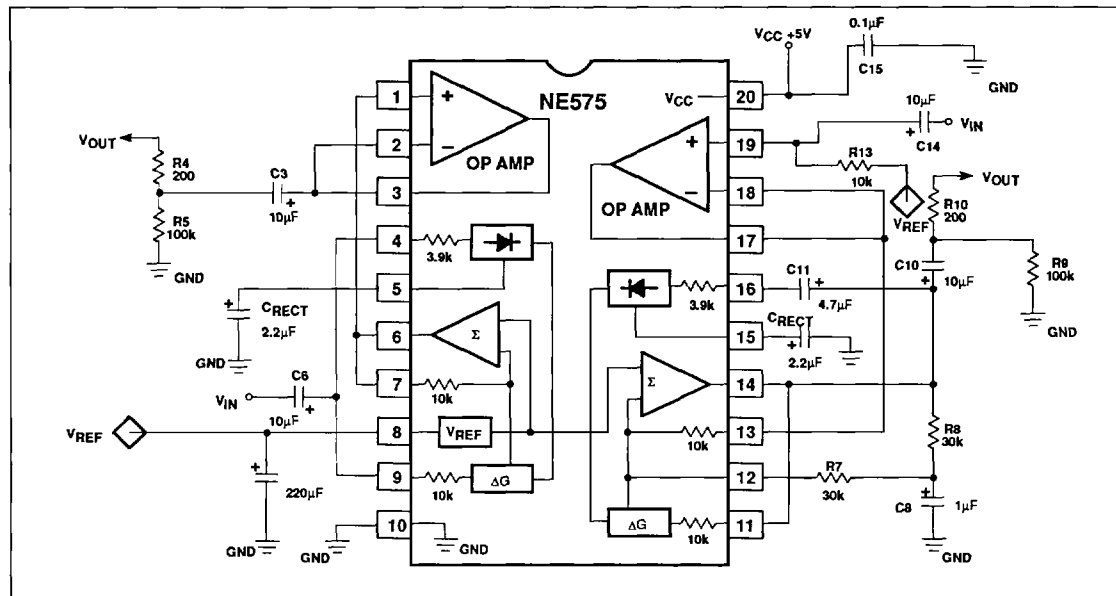 NE575
VCC +5V
0.1µF
C15
GND
1
+
VCC
20
10µF
+
C14
VIN
VOUT
R4
200
2
−
OP AMP
+
19
R13
10k
VREF
C3
+
10µF
3
−
18
R10
200
VOUT
R5
100k
GND
OP AMP
17
4
3.9k
C10
+
10µF
R9
100k
GND
5
3.9k
16
C11
+
4.7µF
+
CRECT
2.2µF
GND
15
CRECT
+
2.2µF
6
Σ
Σ
14
C6
VIN
+
10µF
7
10k
R8
30k
VREF
8
VREF
10k
13
+
220µF
GND
9
10k
ΔG
12
R7
30k
+
C8
1µF
GND
10
GND
GND
ΔG
10k
11